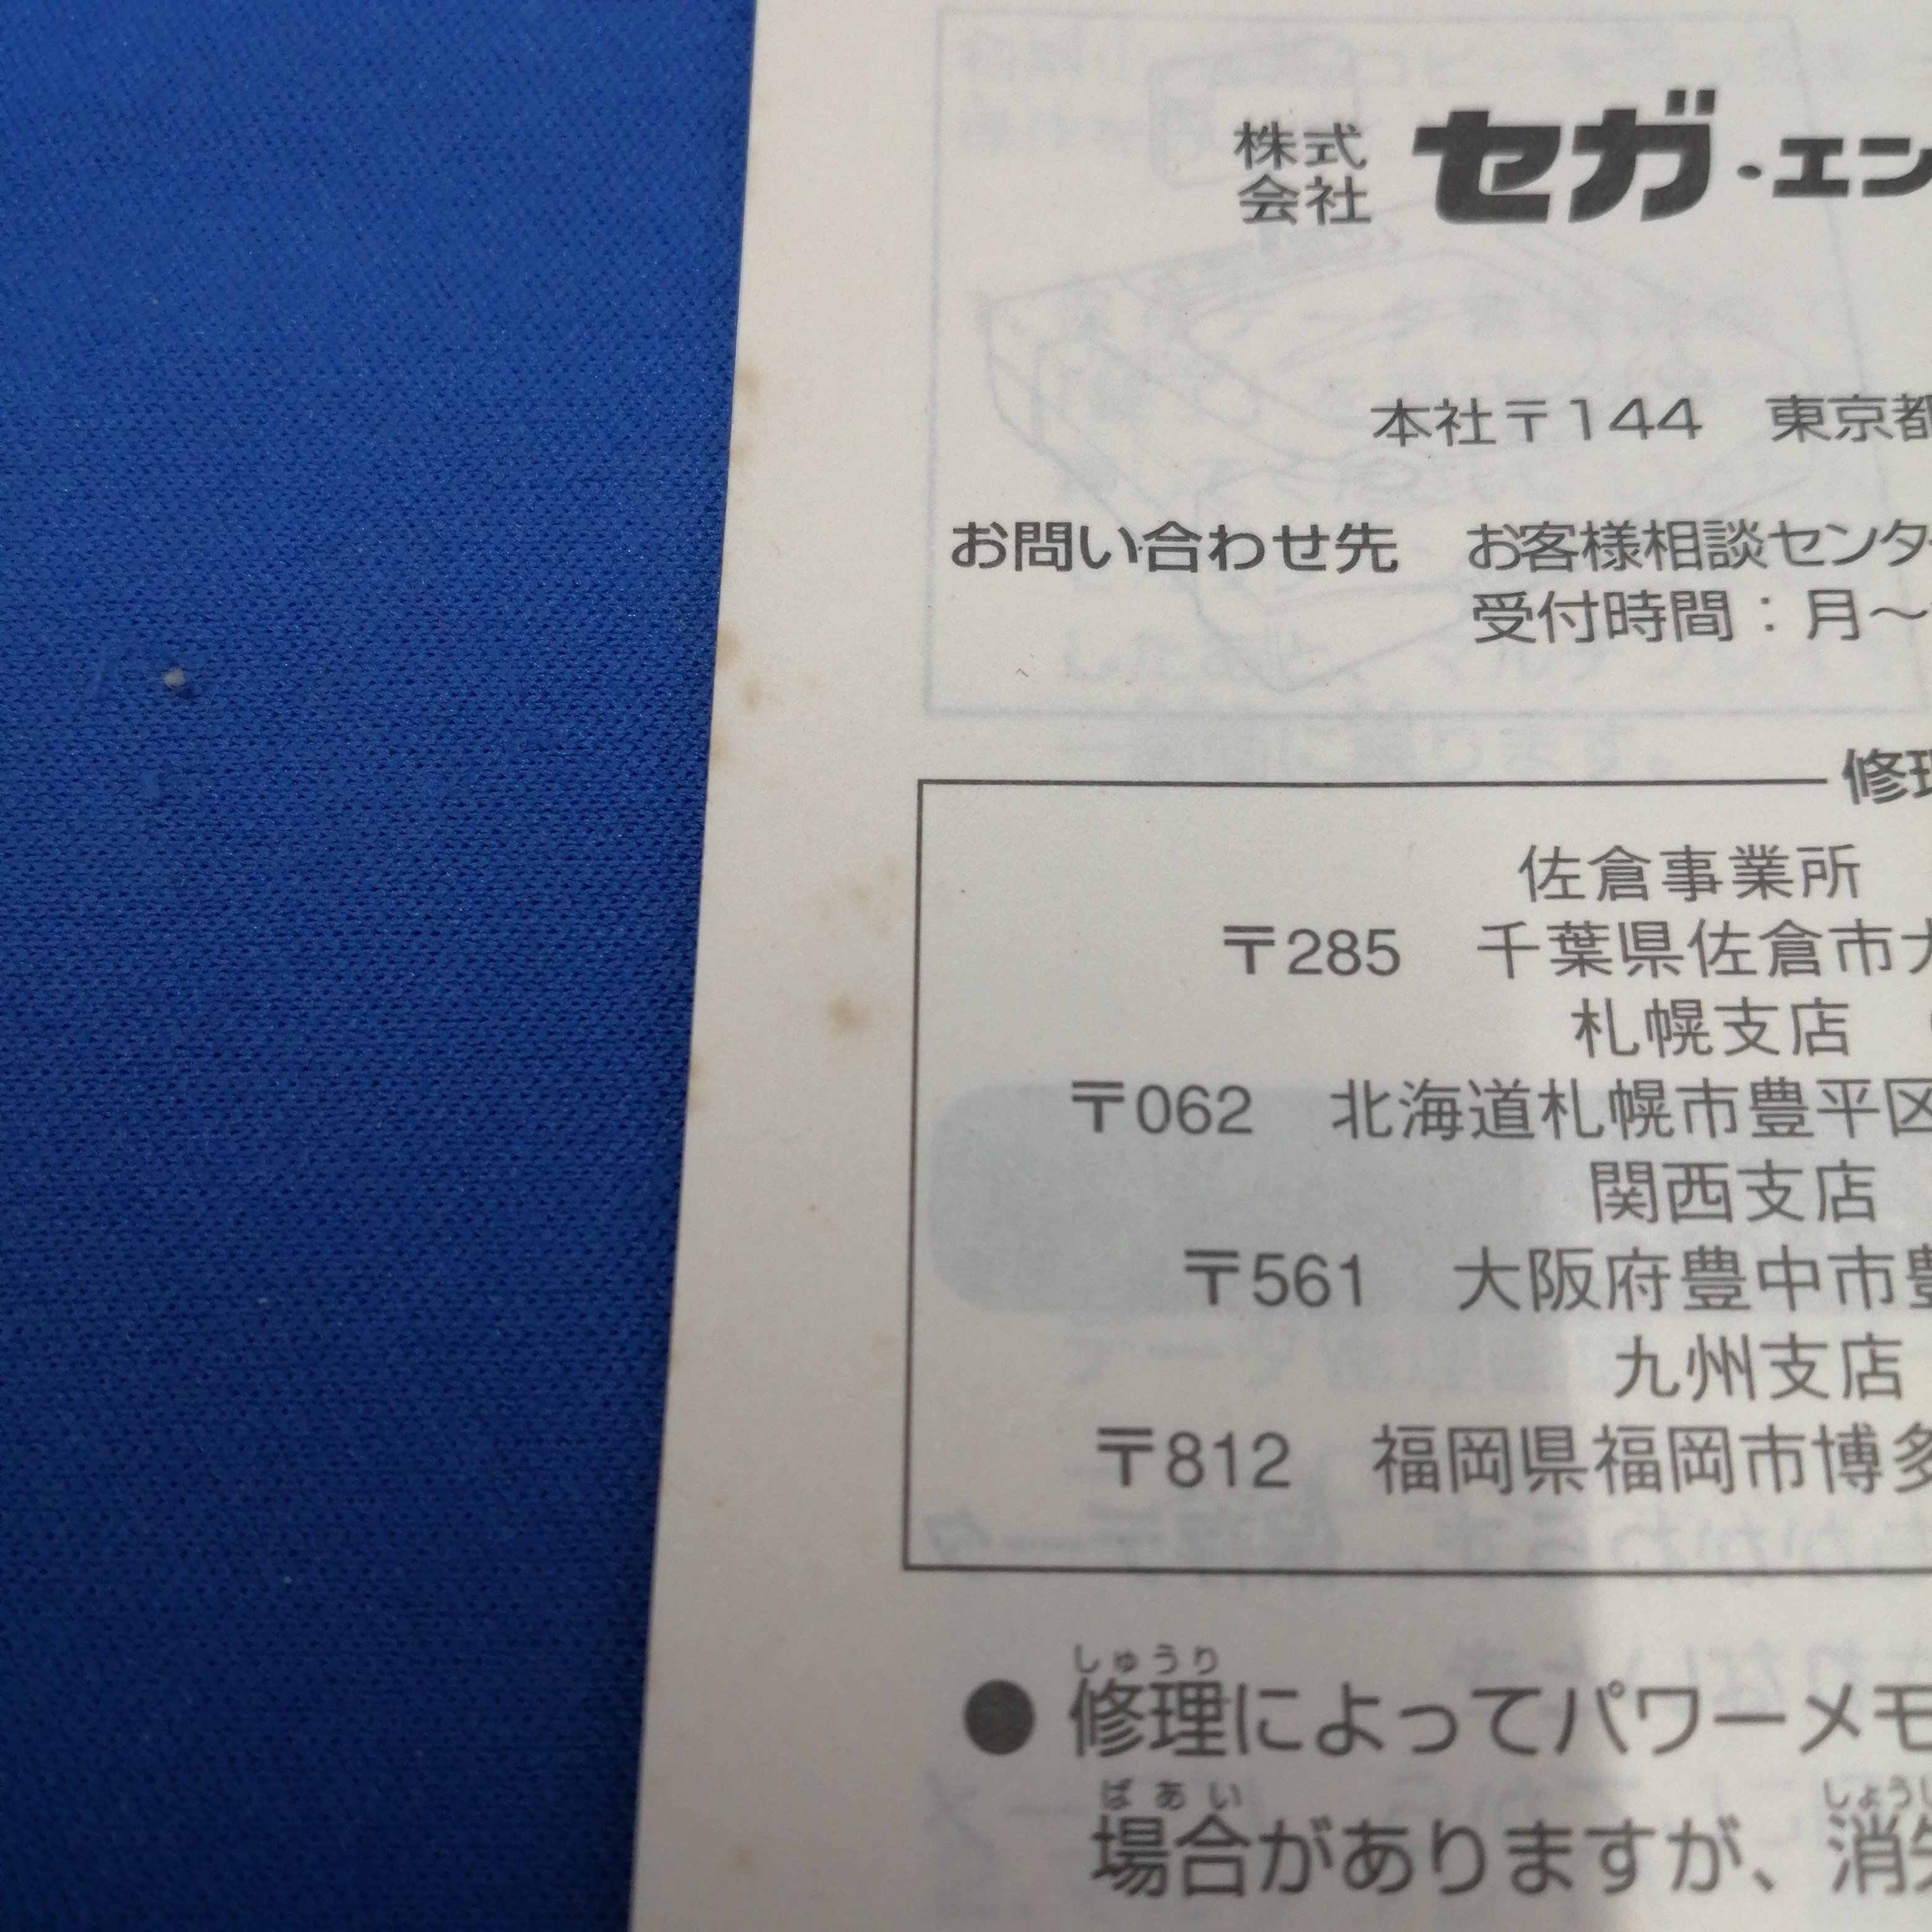 株式会社 セガ・エン
本社〒144 東京都
お問い合わせ先 お客様相談センター
受付時間：月～
修理
佐倉事業所
〒285 千葉県佐倉市大
札幌支店
〒062 北海道札幌市豊平区
関西支店
〒561 大阪府豊中市豊
九州支店
〒812 福岡県福岡市博多
しゅうり
● 修理によってパワーメモ
ばあい しょうし
場合がありますが、消失